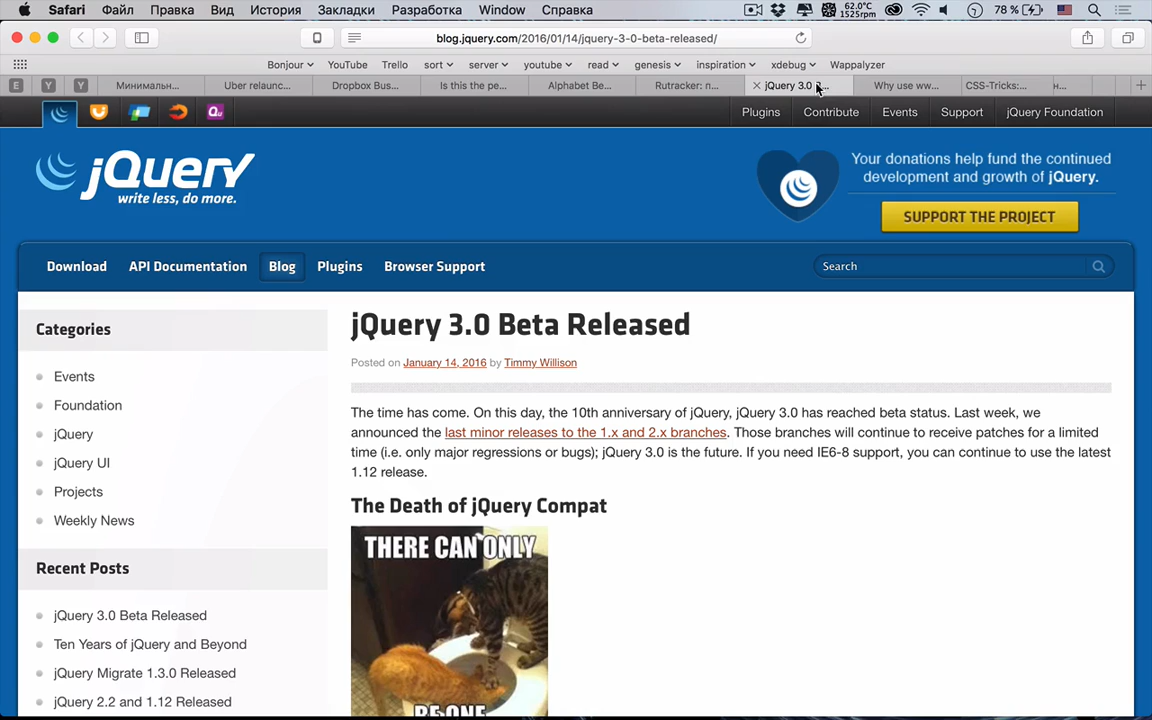 Safari Файл Правка Вид История Закладки Разработка Window Справка 62.0°C 1525rpm 78 %
blog.jquery.com/2016/01/14/jquery-3-0-beta-released/
Bonjour YouTube Trello sort server youtube read genesis inspiration xdebug Wappalyzer
E Y Y Минимальн... Uber relaunc... Dropbox Bus... Is this the pe... Alphabet Be... Rutracker: п... jQuery 3.0 Why use ww... CSS-Tricks:...
Qu Plugins Contribute Events Support jQuery Foundation
jQuery
write less, do more.
Your donations help fund the continued
development and growth of jQuery.
SUPPORT THE PROJECT
Download API Documentation Blog Plugins Browser Support Search
Categories
Events
Foundation
jQuery
jQuery UI
Projects
Weekly News
Recent Posts
jQuery 3.0 Beta Released
Ten Years of jQuery and Beyond
jQuery Migrate 1.3.0 Released
jQuery 2.2 and 1.12 Released
jQuery 3.0 Beta Released
Posted on January 14, 2016 by Timmy Willison
The time has come. On this day, the 10th anniversary of jQuery, jQuery 3.0 has reached beta status. Last week, we
announced the last minor releases to the 1.x and 2.x branches. Those branches will continue to receive patches for a limited
time (i.e. only major regressions or bugs); jQuery 3.0 is the future. If you need IE6-8 support, you can continue to use the latest
1.12 release.
The Death of jQuery Compat
THERE CAN ONLY
BE ONE